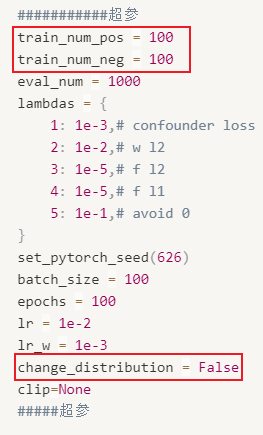 ###########超参
train_num_pos = 100
train_num_neg = 100
eval_num = 1000
lambdas = {
    1: 1e-3,# confounder loss
    2: 1e-2,# w l2
    3: 1e-5,# f l2
    4: 1e-5,# f l1
    5: 1e-1,# avoid 0
}
set_pytorch_seed(626)
batch_size = 100
epochs = 100
lr = 1e-2
lr_w = 1e-3
change_distribution = False
clip=None
#####超参